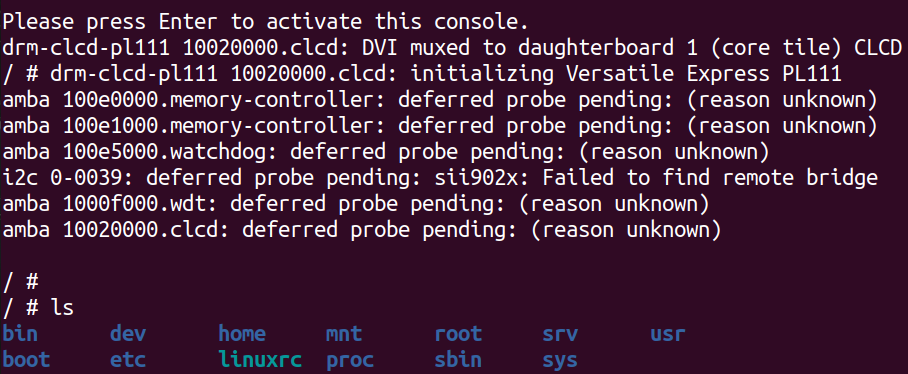 Please press Enter to activate this console.
drm-clcd-pl111 10020000.clcd: DVI muxed to daughterboard 1 (core tile) CLCD
/ # drm-clcd-pl111 10020000.clcd: initializing Versatile Express PL111
amba 100e0000.memory-controller: deferred probe pending: (reason unknown)
amba 100e1000.memory-controller: deferred probe pending: (reason unknown)
amba 100e5000.watchdog: deferred probe pending: (reason unknown)
i2c 0-0039: deferred probe pending: sii902x: Failed to find remote bridge
amba 1000f000.wdt: deferred probe pending: (reason unknown)
amba 10020000.clcd: deferred probe pending: (reason unknown)
/ #
/ # ls
bin dev home mnt root srv usr
boot etc linuxrc proc sbin sys